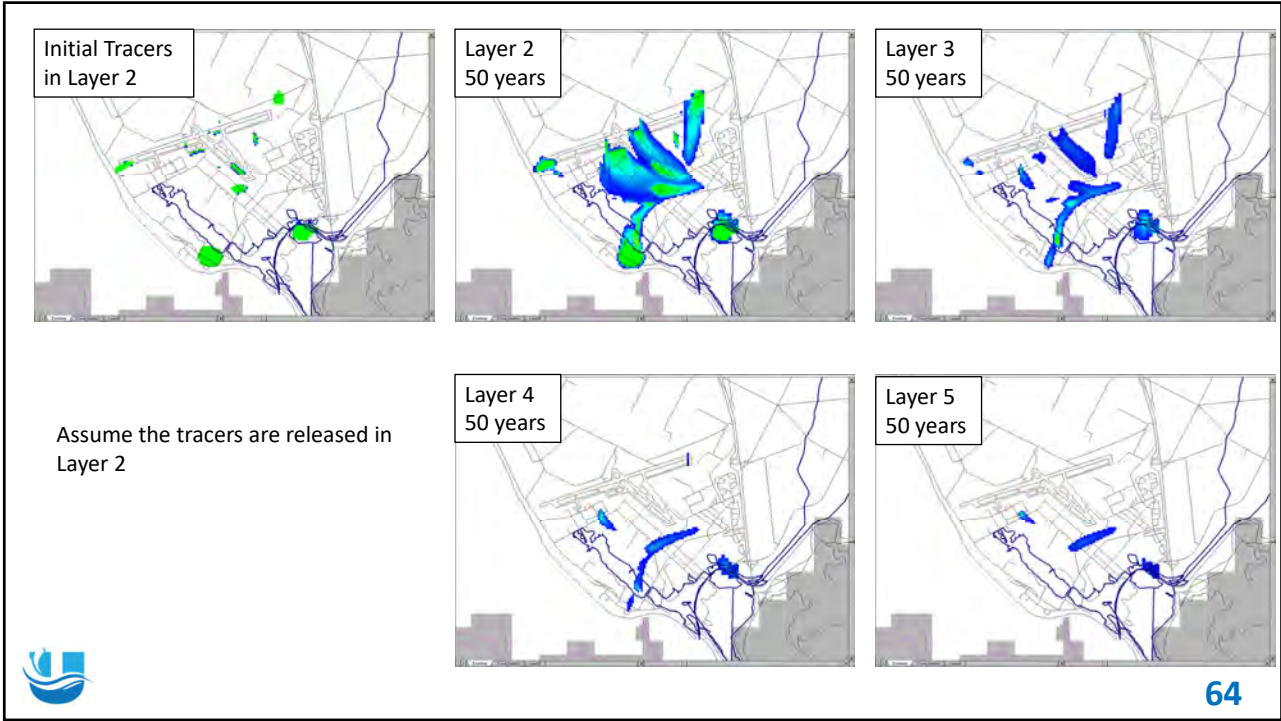 Initial Tracers
in Layer 2
Layer 2
50 years
Layer 3
50 years
Assume the tracers are released in
Layer 2
Layer 4
50 years
Layer 5
50 years
64